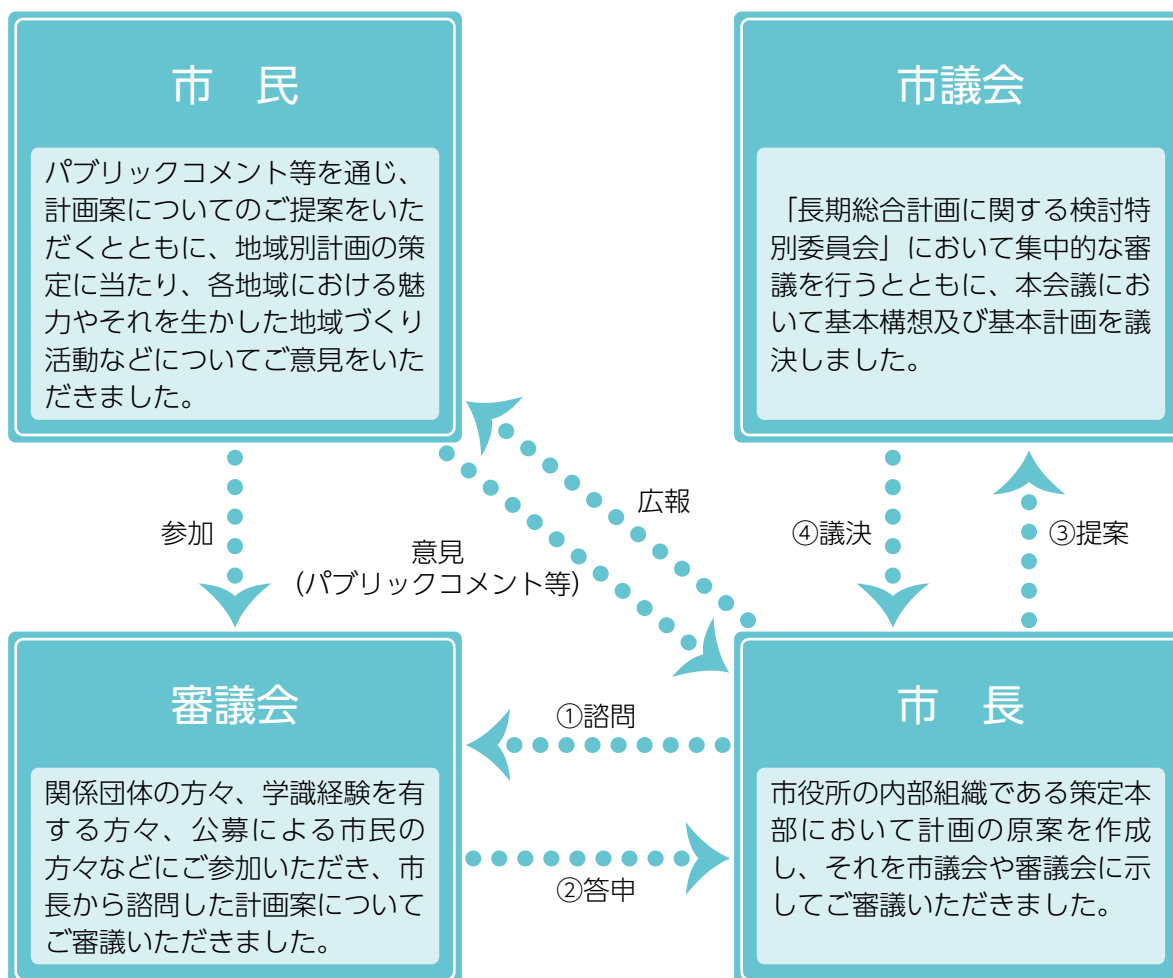 市　民
パブリックコメント等を通じ、
計画案についてのご提案をいた
だくとともに、地域別計画の策
定に当たり、各地域における魅
力やそれを生かした地域づくり
活動などについてご意見をいた
だきました。
市議会
「長期総合計画に関する検討特
別委員会」において集中的な審
議を行うとともに、本会議にお
いて基本構想及び基本計画を議
決しました。
参加
意見
（パブリックコメント等）
広報
④議決
③提案
審議会
関係団体の方々、学識経験を有
する方々、公募による市民の
方々などにご参加いただき、市
長から諮問した計画案について
ご審議いただきました。
①諮問
②答申
市　長
市役所の内部組織である策定本
部において計画の原案を作成
し、それを市議会や審議会に示
してご審議いただきました。